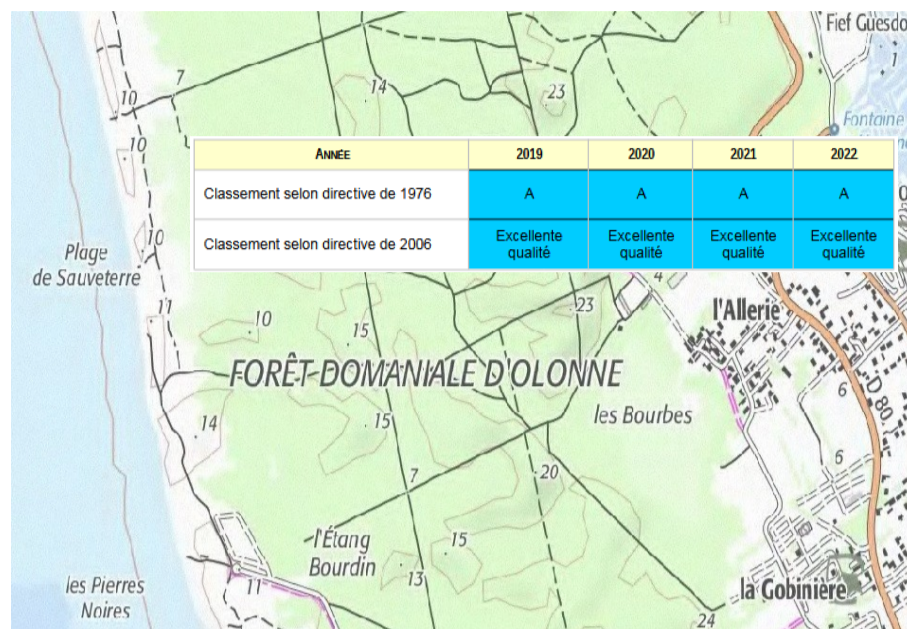 Fief Guesdo
7
14
1
10
23
Fontaine
10
ANNÉE 2019 2020 2021 2022
Classement selon directive de 1976 A A A A
Classement selon directive de 2006 Excellente qualité Excellente qualité Excellente qualité Excellente qualité
10
Plage
de Sauveterre
4
11
10
15
23
l'Allerie
FORÊT DOMANIALE D'OLONNE
6
D 80
14
15
les Bourbes
6
7
20
l'Étang
Bourdin
15
13
11
les Pierres
Noires
la Gobinière
24